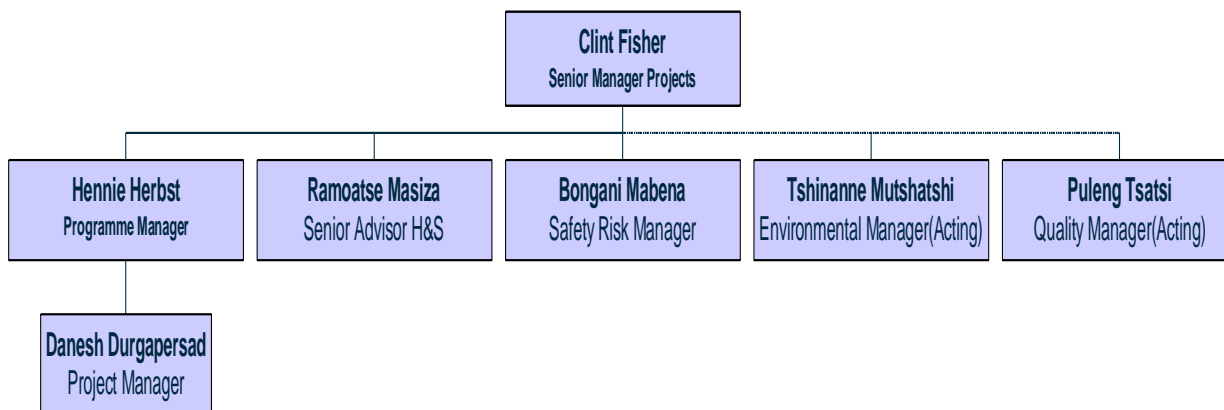 Clint Fisher
Senior Manager Projects
Hennie Herbst
Programme Manager
Ramoatse Masiza
Senior Advisor H&S
Bongani Mabena
Safety Risk Manager
Tshinanne Mutshatshi
Environmental Manager(Acting)
Puleng Tsatsi
Quality Manager(Acting)
Danesh Durgapersad
Project Manager